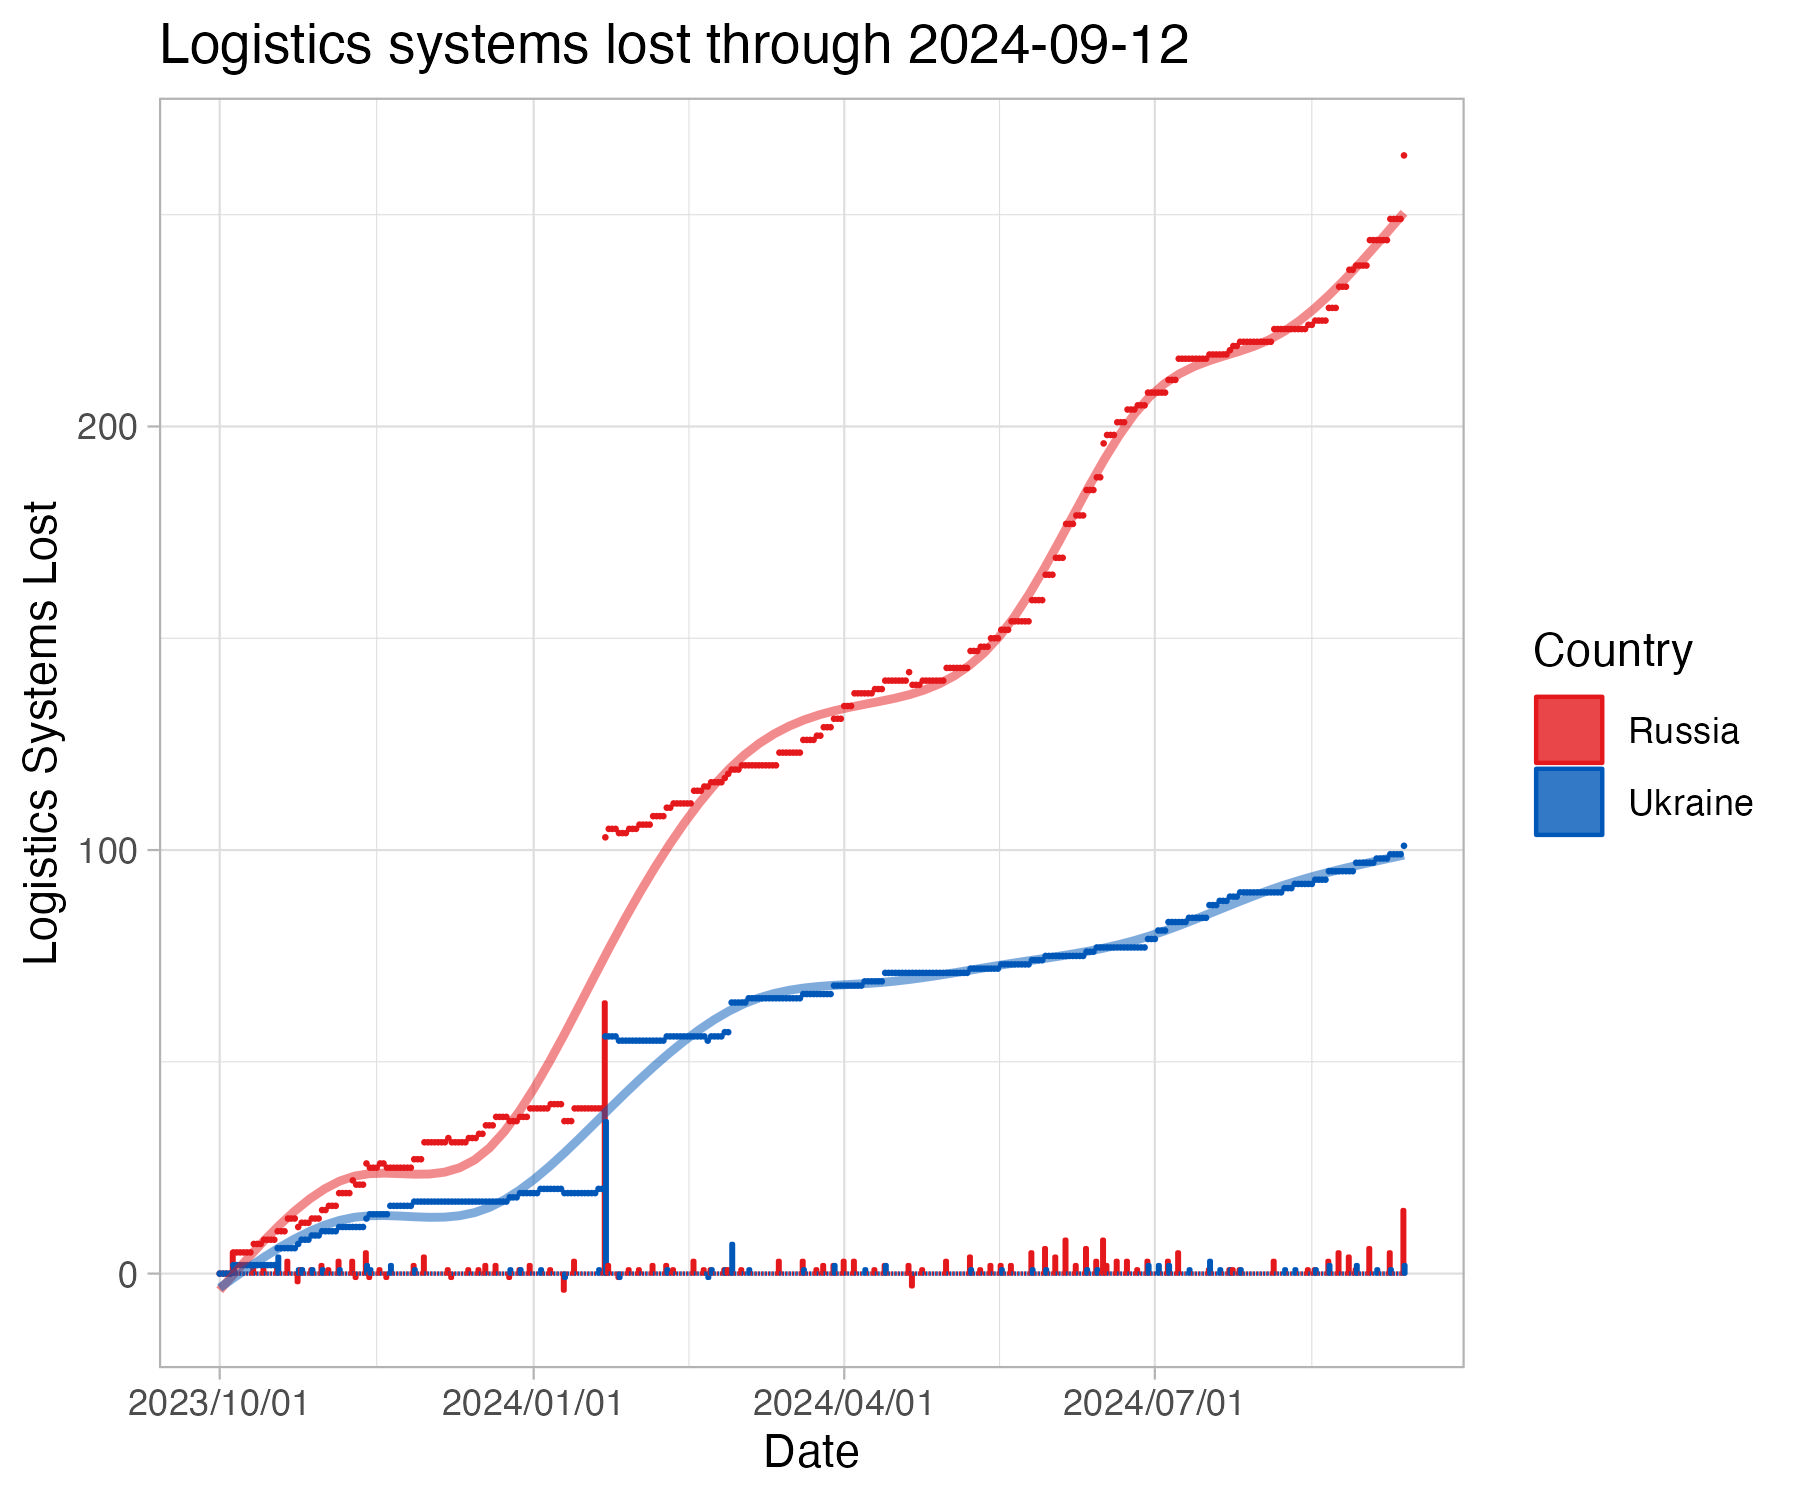 Logistics systems lost through 2024-09-12
Logistics Systems Lost
200
100
0
2023/10/01
2024/01/01
2024/04/01
2024/07/01
Date
Country
Russia
Ukraine